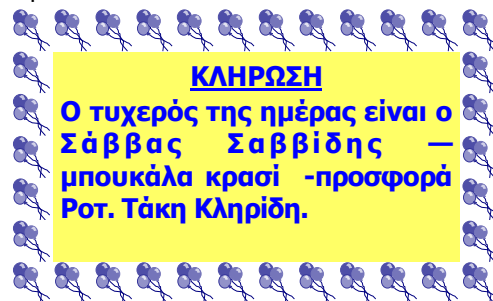 ΚΛΗΡΩΣΗ
Ο τυχερός της ημέρας είναι ο
Σάββας Σαββίδης —
μπουκάλα κρασί -προσφορά
Ροτ. Τάκη Κληρίδη.